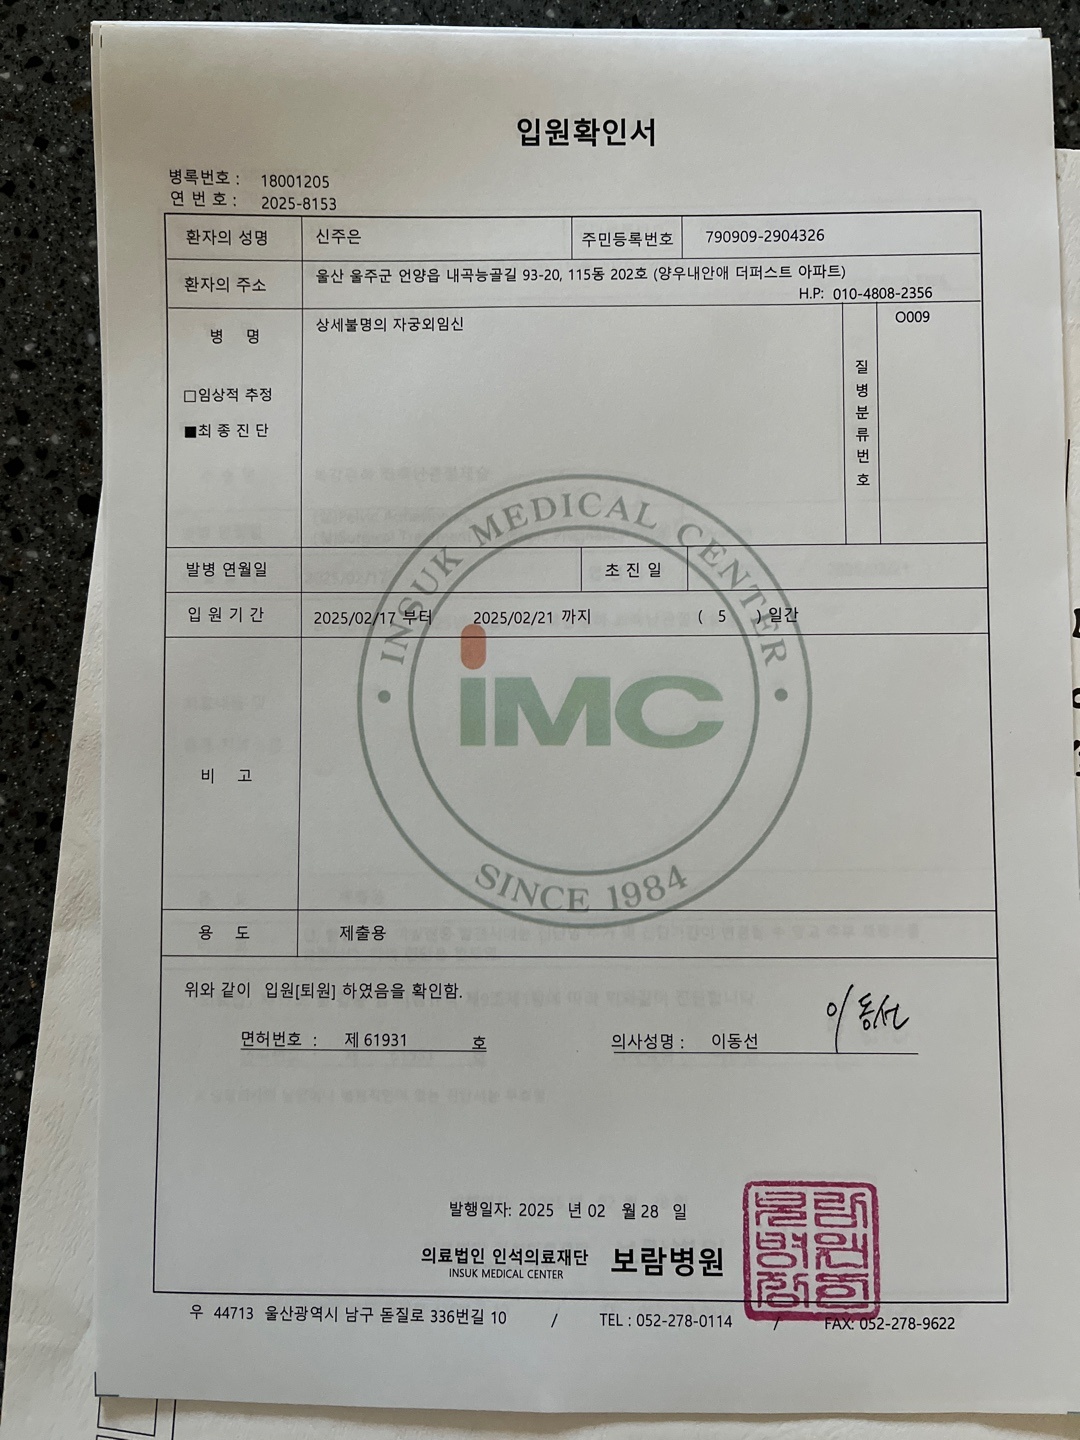 입원확인서
병록번호 : 18001205
연 번 호 : 2025-8153
환자의 성명 신주은 주민등록번호 790909-2904326
환자의 주소 울산 울주군 언양읍 내곡능골길 93-20, 115동 202호 (양우내안애 더퍼스트 아파트)
H.P: 010-4808-2356
병 명 상세불명의 자궁외임신 질병분류번호 O009
□임상적 추정
■최 종 진 단
발병 연월일 초 진 일
입 원 기 간 2025/02/17 부터 2025/02/21 까지 ( 5 ) 일간
INSUK MEDICAL CENTER
iMC
SINCE 1984
비 고
용 도 제출용
위와 같이 입원[퇴원] 하였음을 확인함.
면허번호 : 제 61931 호 의사성명 : 이동선 이동선
발행일자: 2025 년 02 월 28 일
의료법인 인석의료재단 보람병원
INSUK MEDICAL CENTER
우 44713 울산광역시 남구 돋질로 336번길 10 / TEL : 052-278-0114 / FAX: 052-278-9622